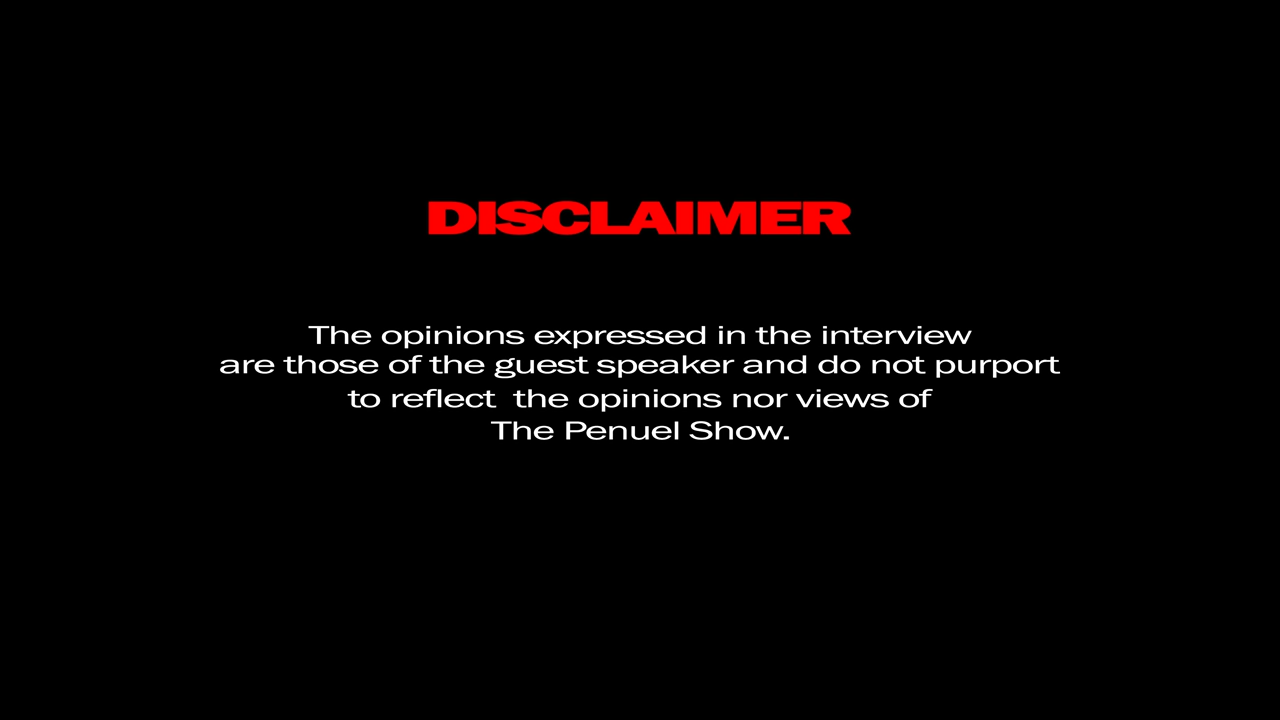 DISCLAIMER
The opinions expressed in the interview
are those of the guest speaker and do not purport
to reflect  the opinions nor views of
The Penuel Show.